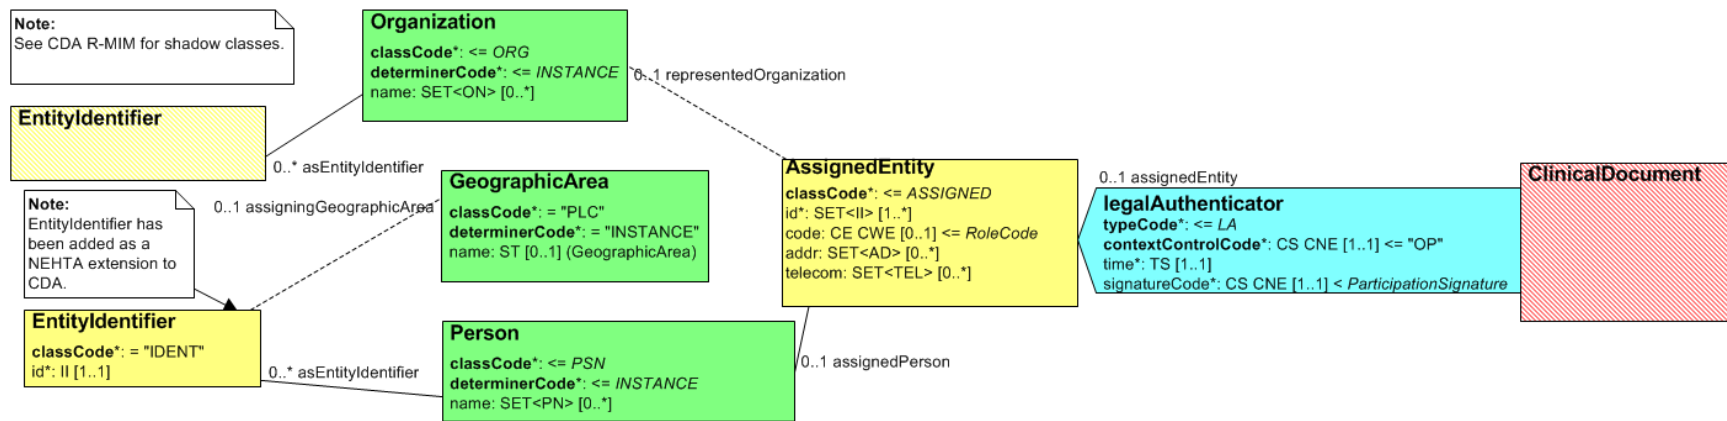 Note:
See CDA R-MIM for shadow classes.
EntityIdentifier
Organization
classCode*: <= ORG
determinerCode*: <= INSTANCE
name: SET<ON> [0..*]
0..1 representedOrganization
0..* asEntityIdentifier
Note:
EntityIdentifier has
been added as a
NEHTA extension to
CDA.
0..1 assigningGeographicArea
GeographicArea
classCode*: = "PLC"
determinerCode*: = "INSTANCE"
name: ST [0..1] (GeographicArea)
AssignedEntity
classCode*: <= ASSIGNED
id*: SET<II> [1..*]
code: CE CWE [0..1] <= RoleCode
addr: SET<AD> [0..*]
telecom: SET<TEL> [0..*]
0..1 assignedEntity
legalAuthenticator
typeCode*: <= LA
contextControlCode*: CS CNE [1..1] <= "OP"
time*: TS [1..1]
signatureCode*: CS CNE [1..1] < ParticipationSignature
ClinicalDocument
EntityIdentifier
classCode*: = "IDENT"
id*: II [1..1]
0..* asEntityIdentifier
Person
classCode*: <= PSN
determinerCode*: <= INSTANCE
name: SET<PN> [0..*]
0..1 assignedPerson